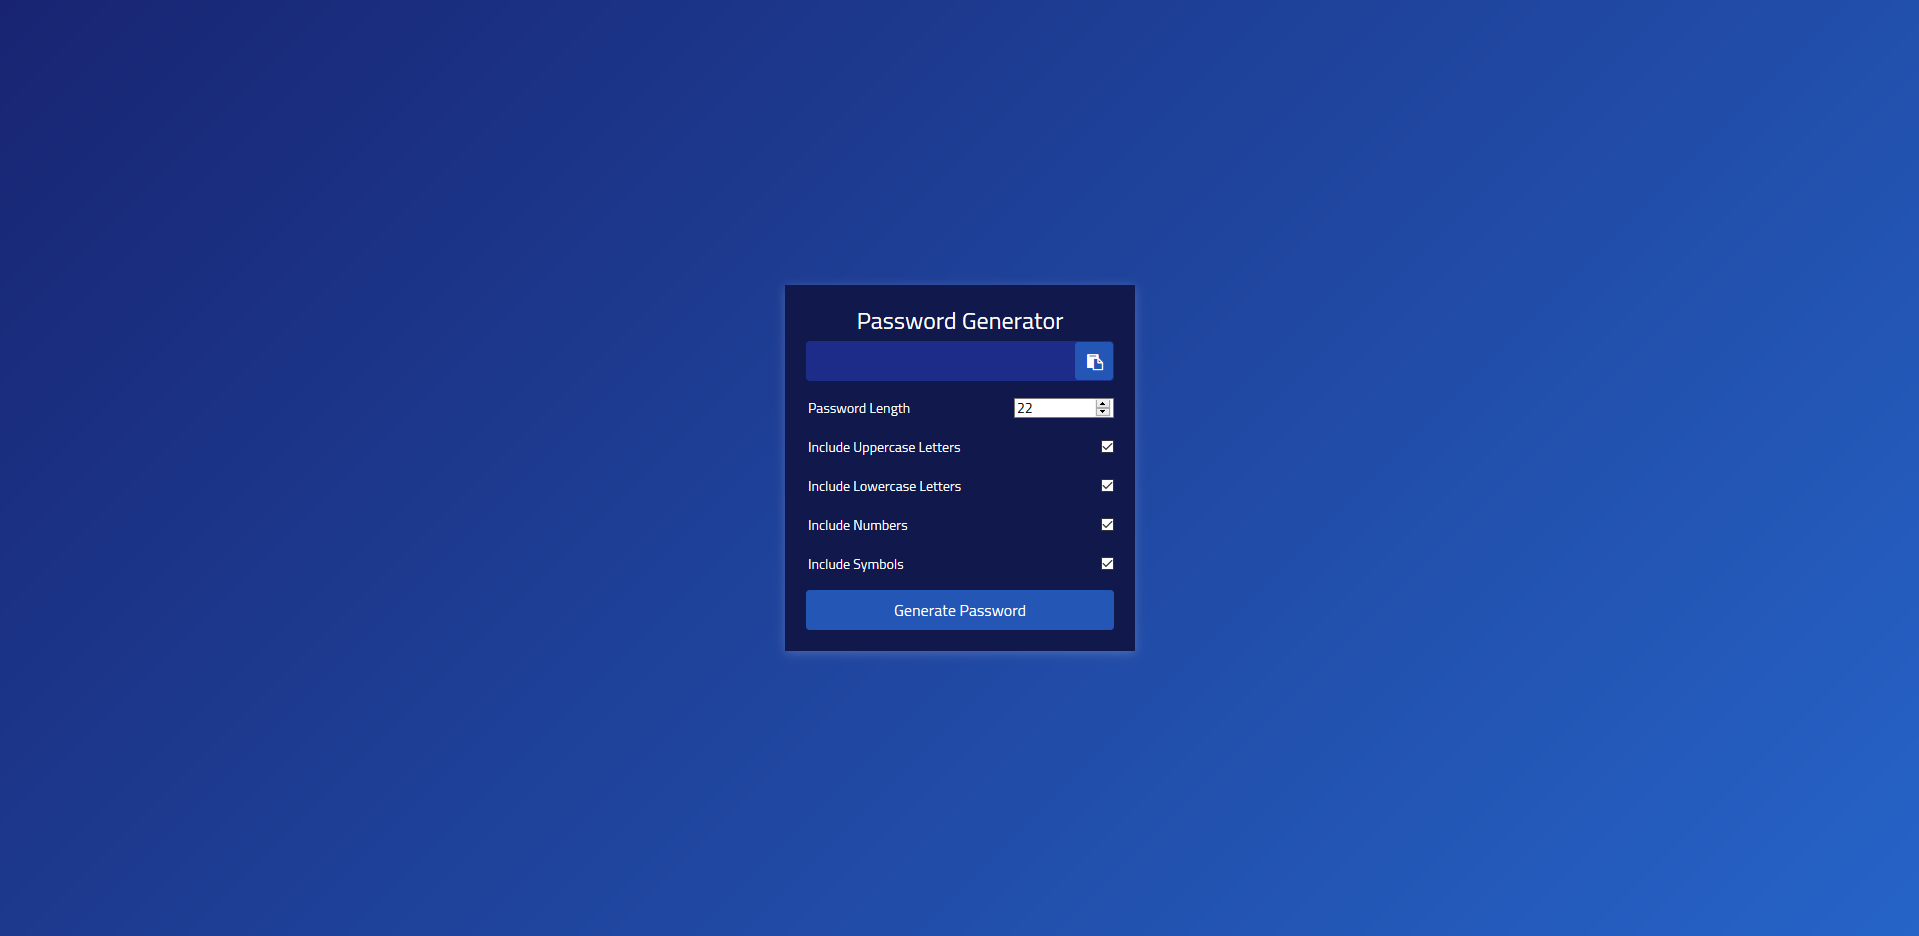 Password Generator
Password Length 22
Include Uppercase Letters
Include Lowercase Letters
Include Numbers
Include Symbols
Generate Password